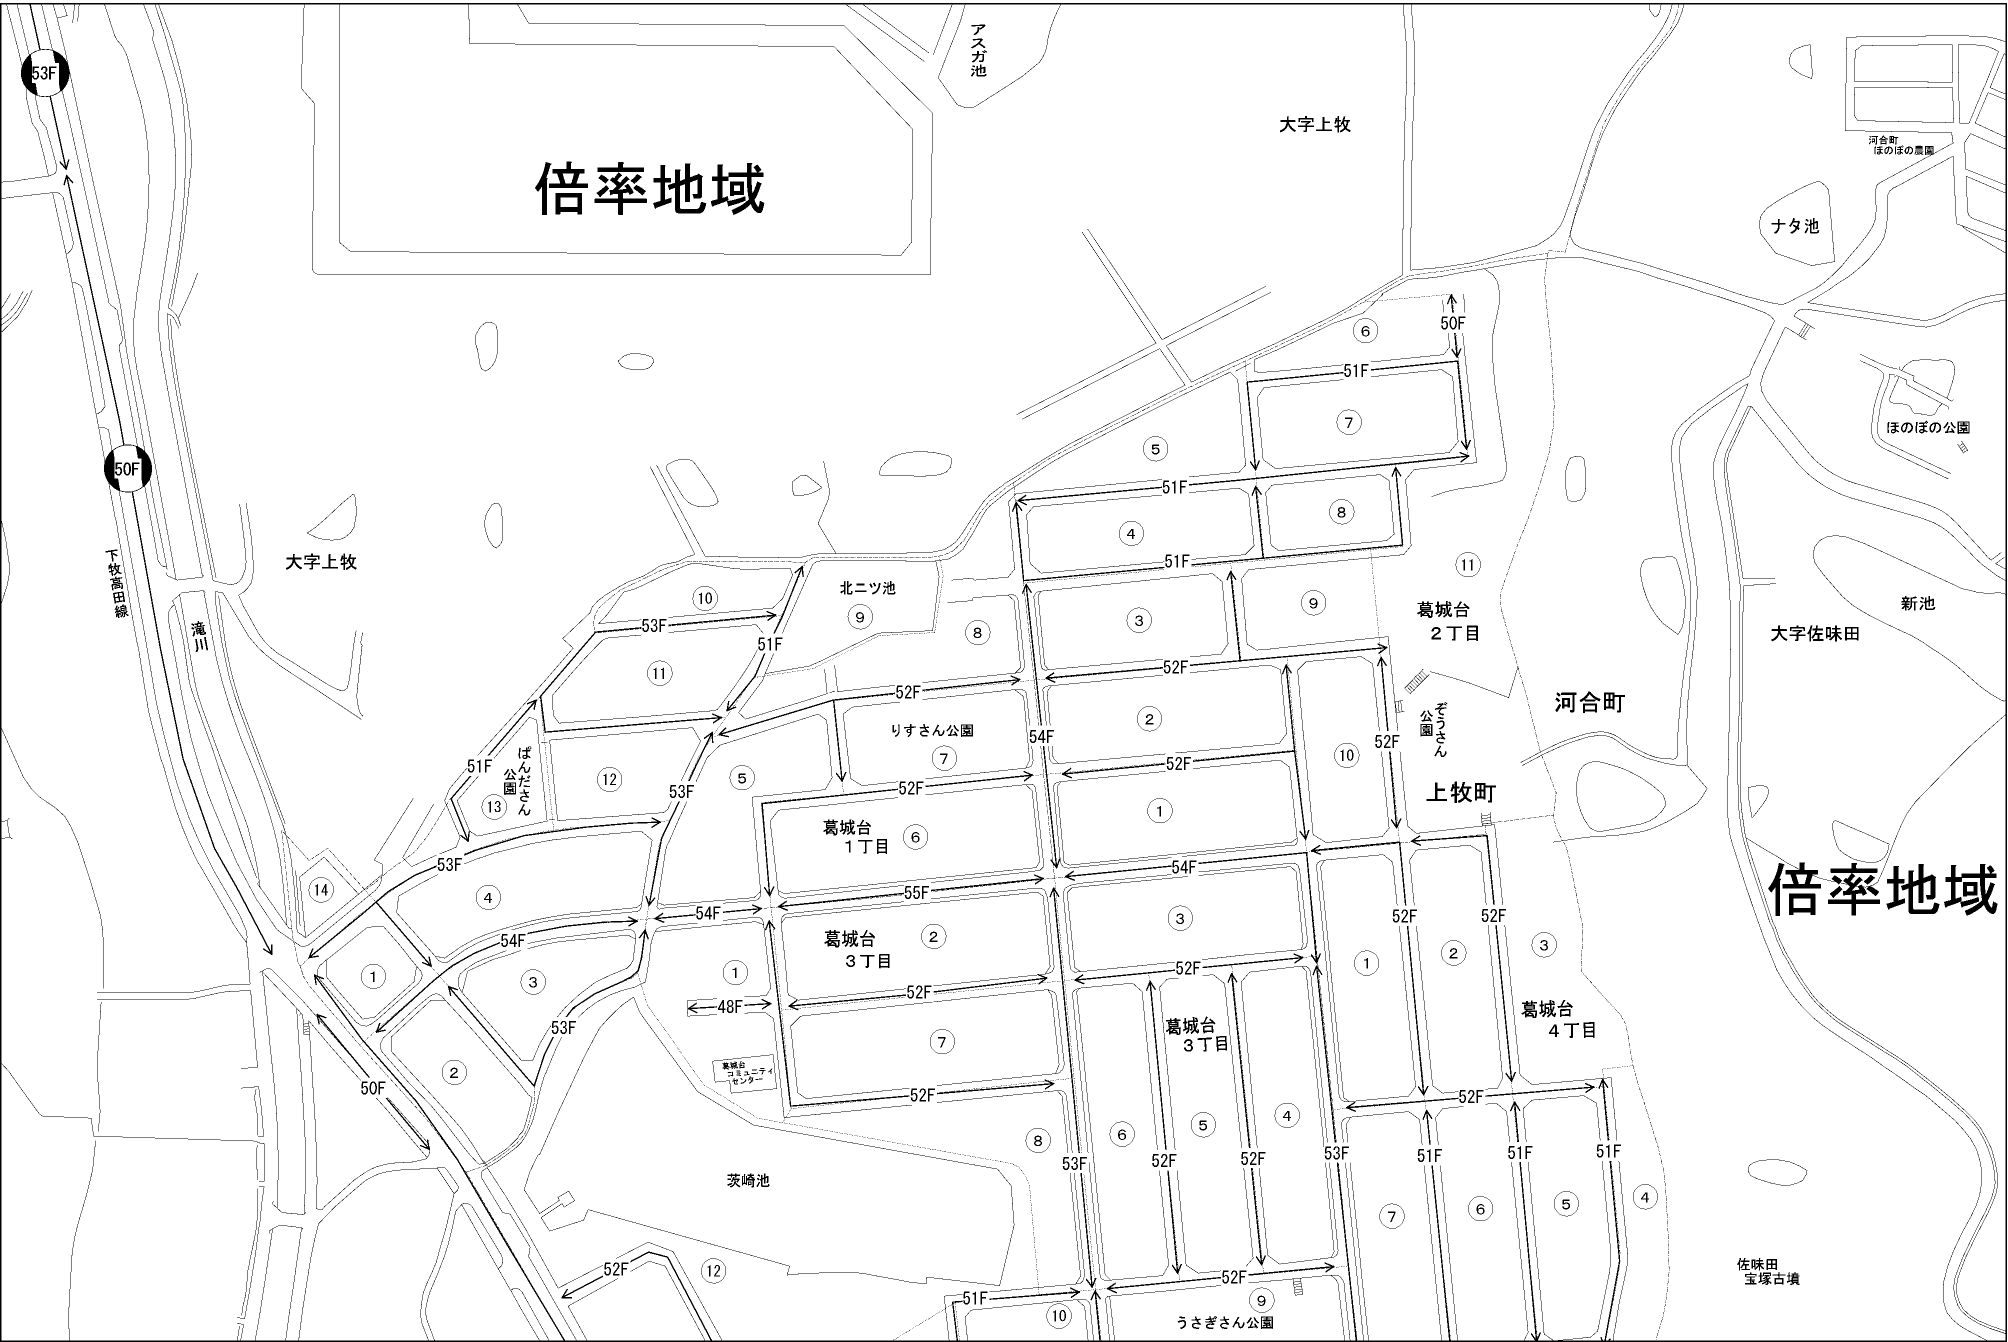 アスガ池
53F
大字上牧
倍率地域
河合町
ほのぼの農園
ナタ池
50F
6
51F
7
5
ほのぼの公園
51F
50F
4
8
下牧高田線
大字上牧
51F
11
北ニツ池
9
10
53F
滝川
51F
8
3
9
葛城台
2丁目
新池
大字佐味田
11
52F
52F
河合町
りすさん公園
7
2
54F
52F
10
52F
ぞうさん
公園
51F
ぱんださん
公園
12
5
13
53F
52F
上牧町
葛城台
1丁目
6
1
53F
14
4
55F
54F
倍率地域
54F
54F
葛城台
3丁目
2
3
52F
2
52F
3
1
3
1
52F
52F
1
48F
葛城台
3丁目
葛城台
4丁目
53F
7
葛城台
コミュニティ
センター
2
50F
52F
52F
8
6
5
4
53F
52F
52F
53F
51F
51F
51F
茨崎池
7
6
5
4
52F
12
52F
佐味田
宝塚古墳
51F
10
9
うさぎさん公園